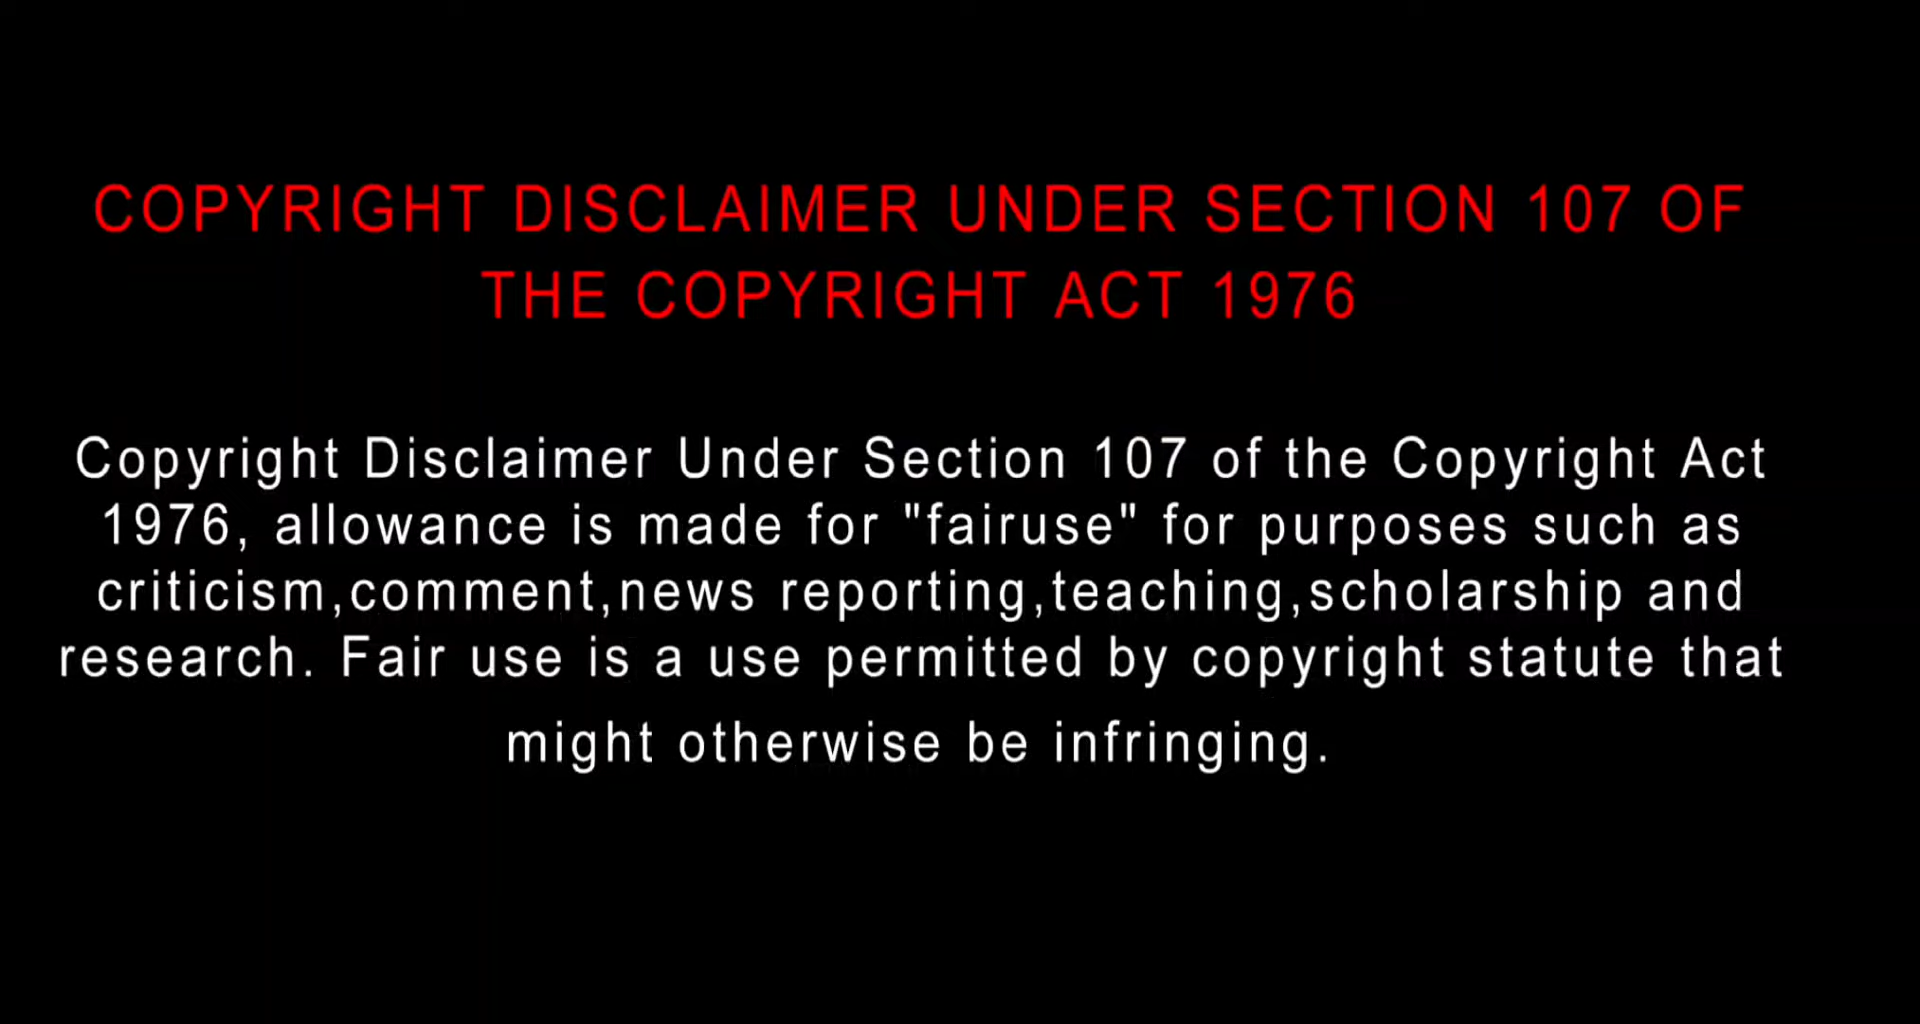 COPYRIGHT DISCLAIMER UNDER SECTION 107 OF
THE COPYRIGHT ACT 1976
Copyright Disclaimer Under Section 107 of the Copyright Act
1976, allowance is made for "fairuse" for purposes such as
criticism,comment,news reporting,teaching,scholarship and
research. Fair use is a use permitted by copyright statute that
might otherwise be infringing.